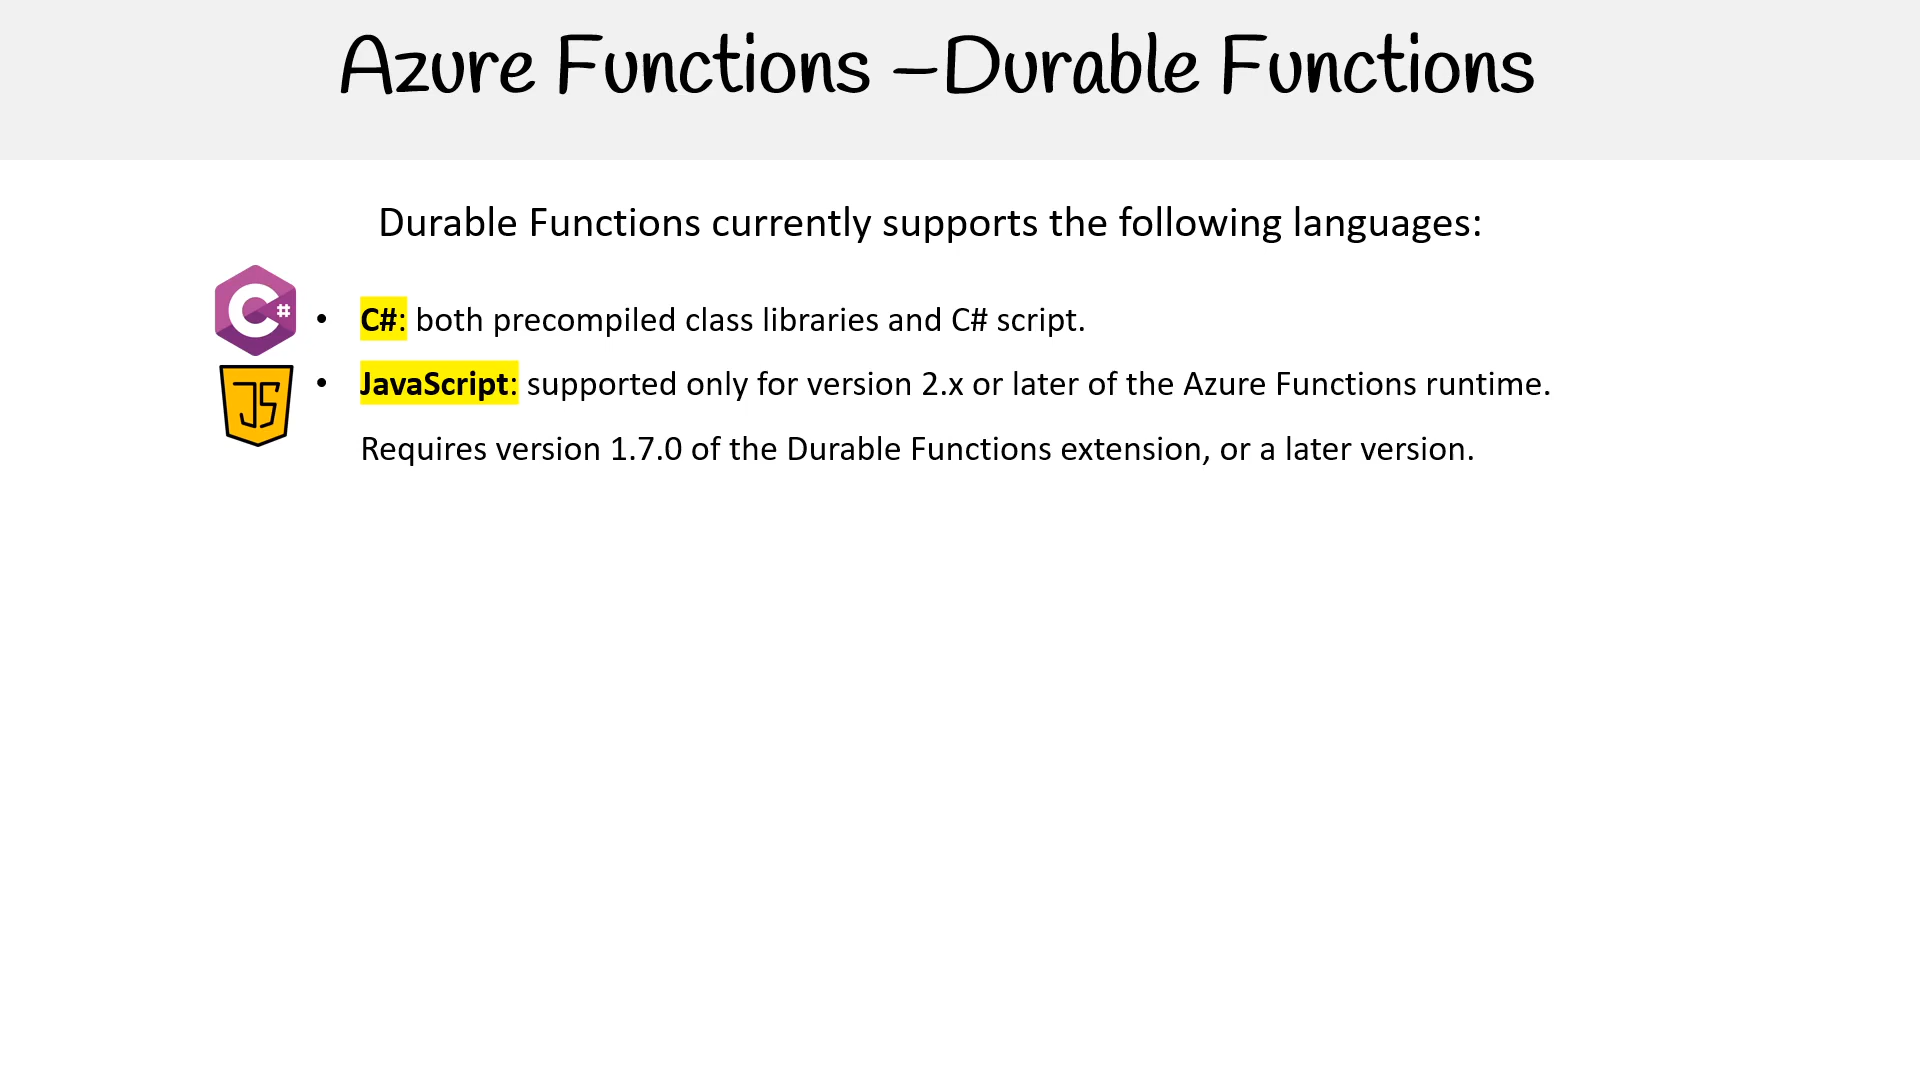 Azure Functions –Durable Functions
Durable Functions currently supports the following languages:
C#
• C#: both precompiled class libraries and C# script.
JS
• JavaScript: supported only for version 2.x or later of the Azure Functions runtime.
Requires version 1.7.0 of the Durable Functions extension, or a later version.